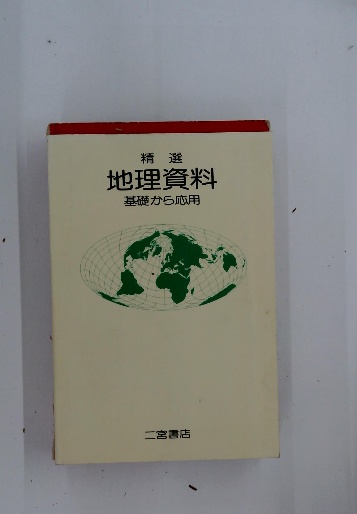 精選
地理資料
基礎から応用
二宮書店